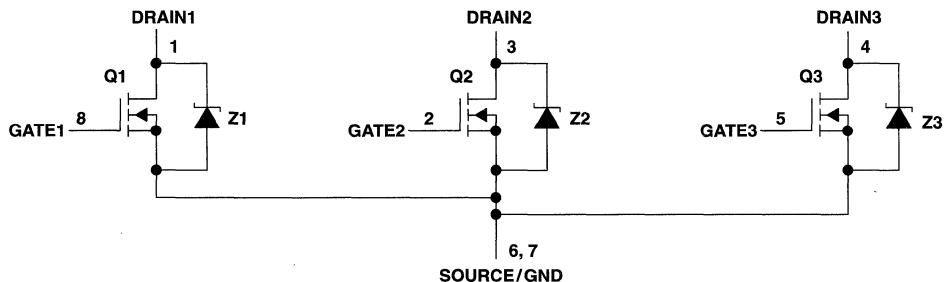 DRAIN1 DRAIN2 DRAIN3
1 3 4
Q1 Q2 Q3
8 Z1 2 Z2 5 Z3
GATE1 GATE2 GATE3
6, 7
SOURCE/GND